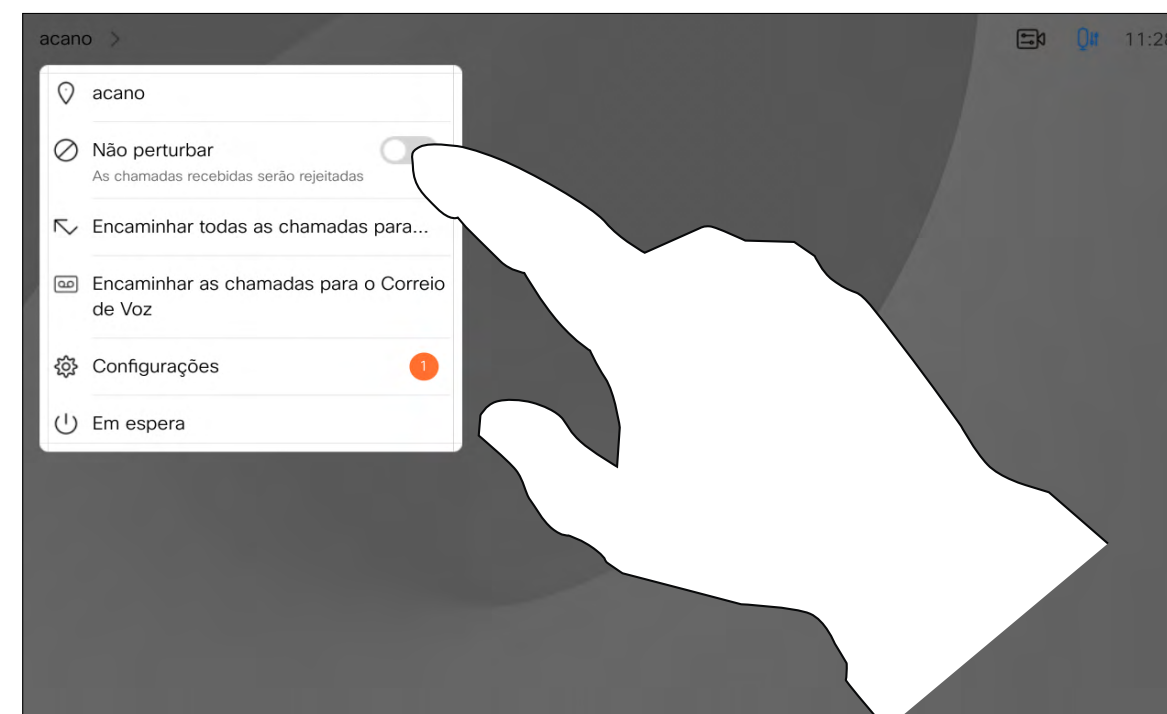 acano
11:28
acano
Não perturbar
As chamadas recebidas serão rejeitadas
Encaminhar todas as chamadas para...
Encaminhar as chamadas para o Correio
de Voz
Configurações
1
Em espera